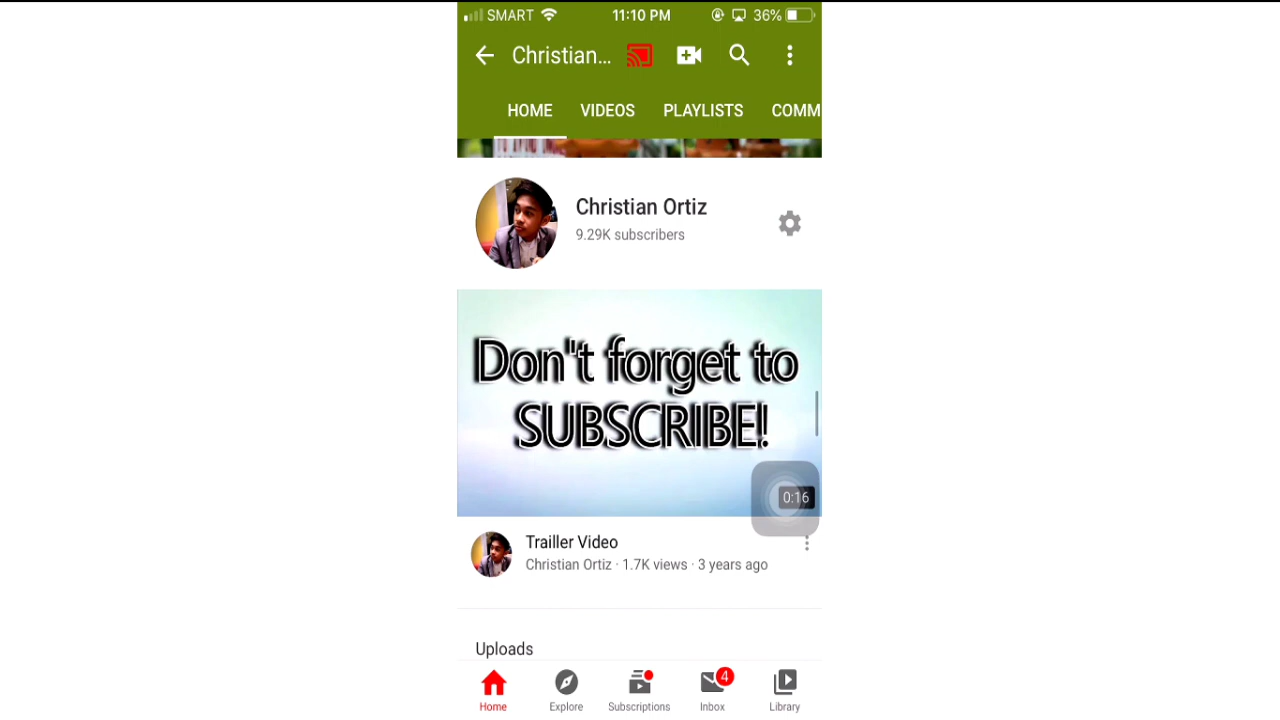 SMART 11:10 PM 36%
Christian...
HOME VIDEOS PLAYLISTS COMM
Christian Ortiz
9.29K subscribers
Don't forget to
SUBSCRIBE!
0:16
Trailler Video
Christian Ortiz · 1.7K views · 3 years ago
Uploads
4
Home Explore Subscriptions Inbox Library